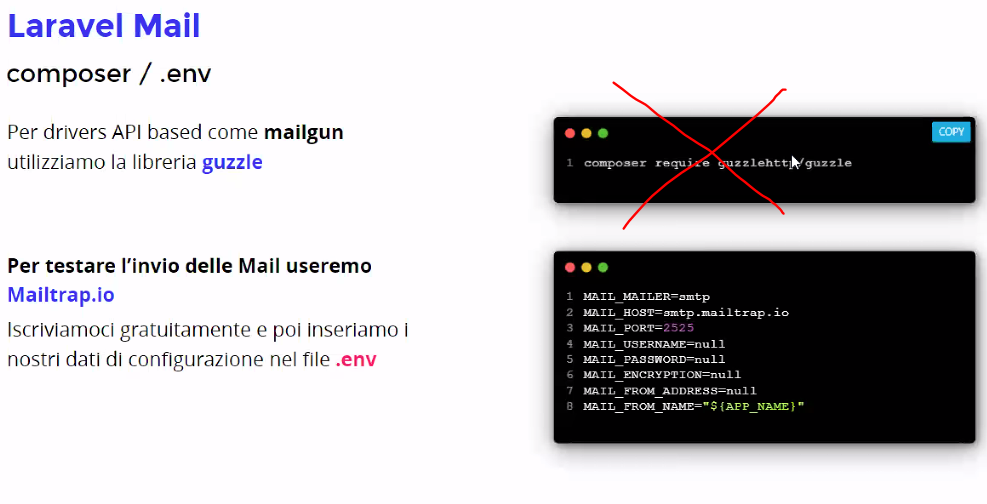 Laravel Mail
composer / .env
Per drivers API based come mailgun
utilizziamo la libreria guzzle
COPY
1 composer require guzzlehttp/guzzle
Per testare l'invio delle Mail useremo
Mailtrap.io
Iscriviamoci gratuitamente e poi inseriamo i
nostri dati di configurazione nel file .env
1 MAIL_MAILER=smtp
2 MAIL_HOST=smtp.mailtrap.io
3 MAIL_PORT=2525
4 MAIL_USERNAME=null
5 MAIL_PASSWORD=null
6 MAIL_ENCRYPTION=null
7 MAIL_FROM_ADDRESS=null
8 MAIL_FROM_NAME="${APP_NAME}"